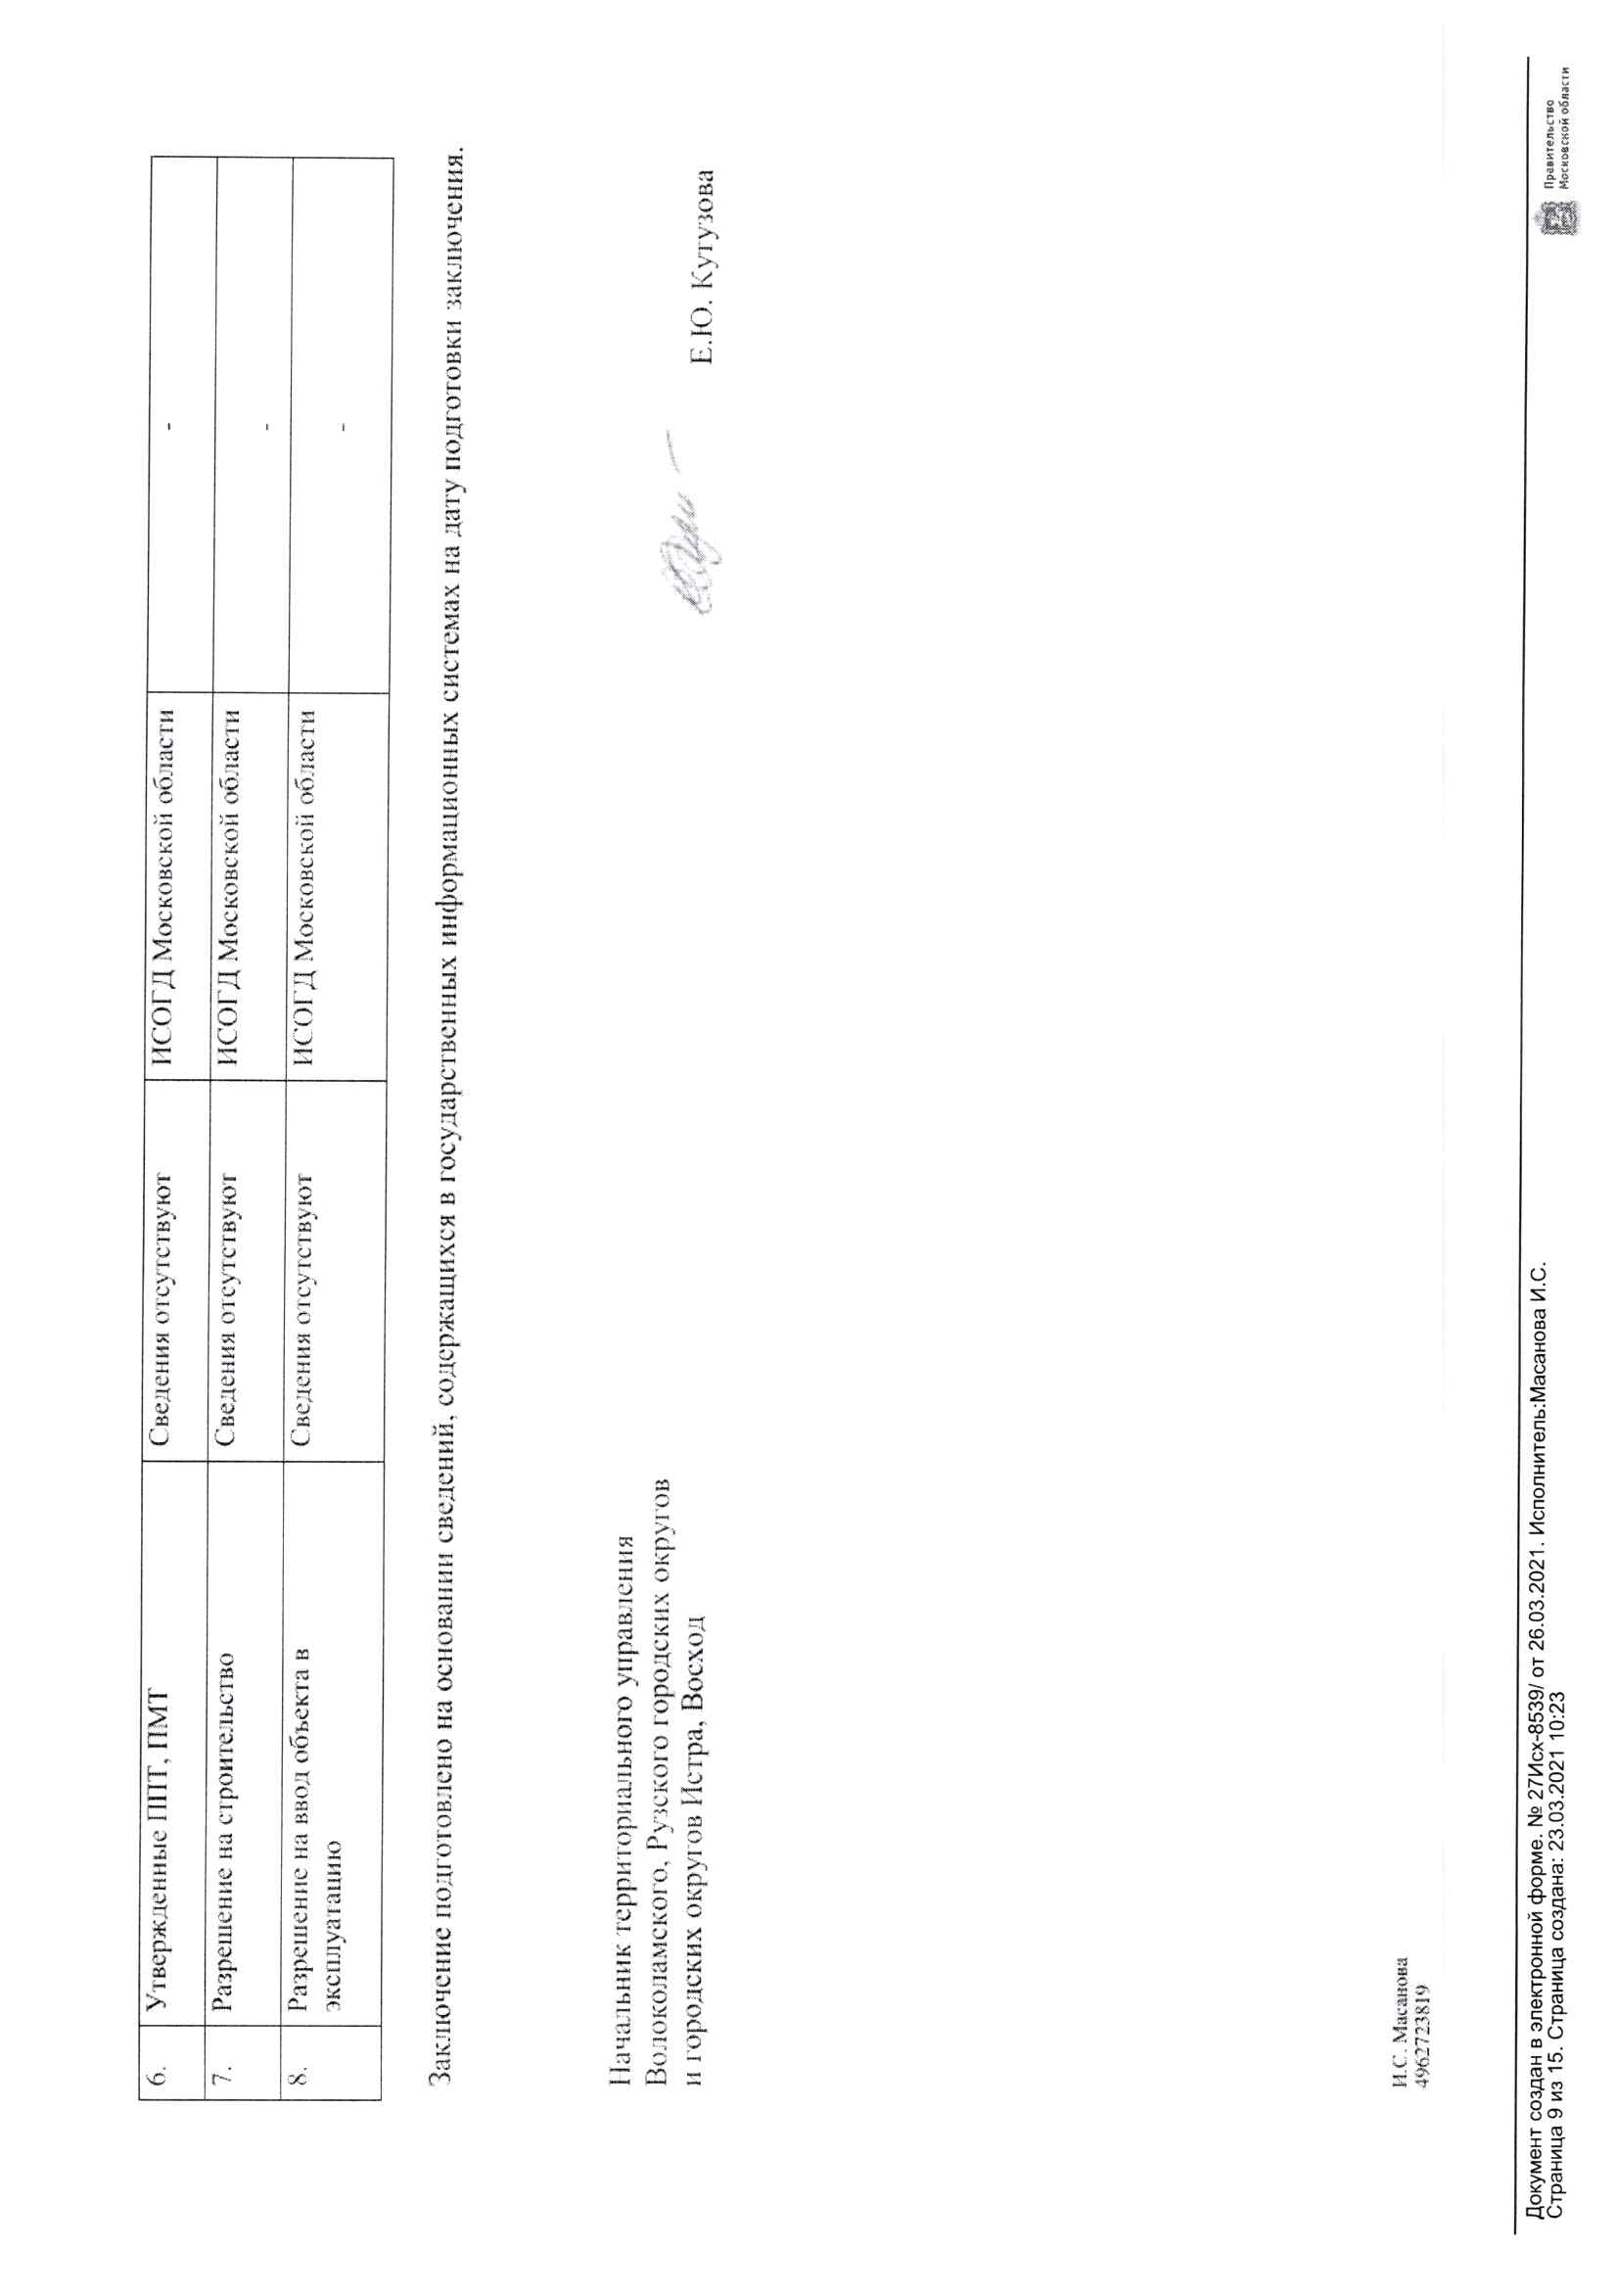 6. Утвержденные ППТ, ПМТ Сведения отсутствуют ИСОГД Московской области -
7. Разрешение на строительство Сведения отсутствуют ИСОГД Московской области -
8. Разрешение на ввод объекта в Сведения отсутствуют ИСОГД Московской области -
эксплуатацию
Заключение подготовлено на основании сведений, содержащихся в государственных информационных системах на дату подготовки заключения.
Начальник территориального управления
Волоколамского, Рузского городских округов
и городских округов Истра, Восход Е.Ю. Кутузова
И.С. Масанова
4962723819
Документ создан в электронной форме. № 27Исх-8539/ от 26.03.2021. Исполнитель:Масанова И.С.
Страница 9 из 15. Страница создана: 23.03.2021 10:23
Правительство
Московской области